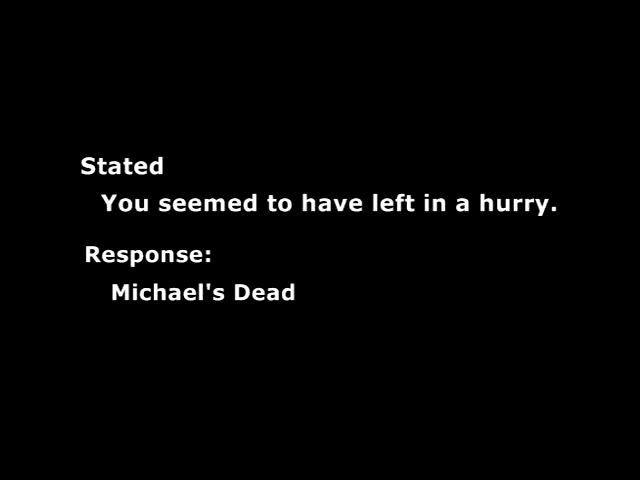 Stated
You seemed to have left in a hurry.
Response:
Michael's Dead